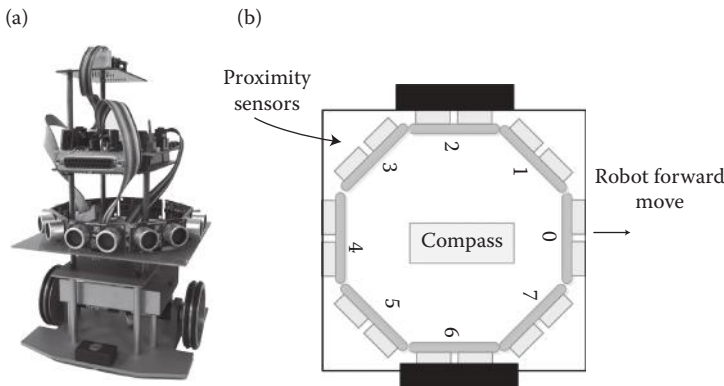 (a)
(b)
Proximity
sensors
2
3
1
Robot forward
move
4
Compass
0
5
7
6